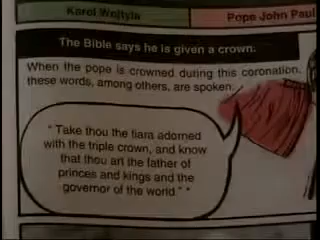 Karol Wojtyla Pope John Paul
The Bible says he is given a crown.
When the pope is crowned during this coronation,
these words, among others, are spoken:
" Take thou the tiara adorned
with the triple crown, and know
that thou art the father of
princes and kings and the
governor of the world." *